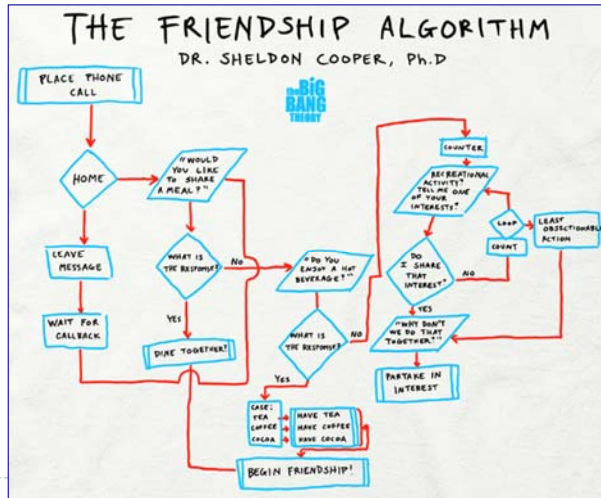 THE FRIENDSHIP ALGORITHM
DR. SHELDON COOPER, Ph.D
the BIG
BANG
THEORY
PLACE PHONE
CALL
HOME
LEAVE
MESSAGE
WAIT FOR
CALLBACK
"WOULD
YOU LIKE
TO SHARE
A MEAL?"
WHAT IS
THE RESPONSE?
NO
YES
DINE TOGETHER!
"DO YOU
ENJOY A HOT
BEVERAGE?"
WHAT IS
THE RESPONSE?
NO
YES
CASE:
TEA
COFFEE
COCOA
HAVE TEA
HAVE COFFEE
HAVE COCOA
BEGIN FRIENDSHIP!
COUNTER
RECREATIONAL
ACTIVITY?
TELL ME ONE
OF YOUR
INTERESTS?
LOOP
COUNT
LEAST
OBJECTIONABLE
ACTION
DO
I SHARE
THAT
INTEREST?
NO
YES
"WHY DON'T
WE DO THAT
TOGETHER?"
PARTAKE IN
INTEREST